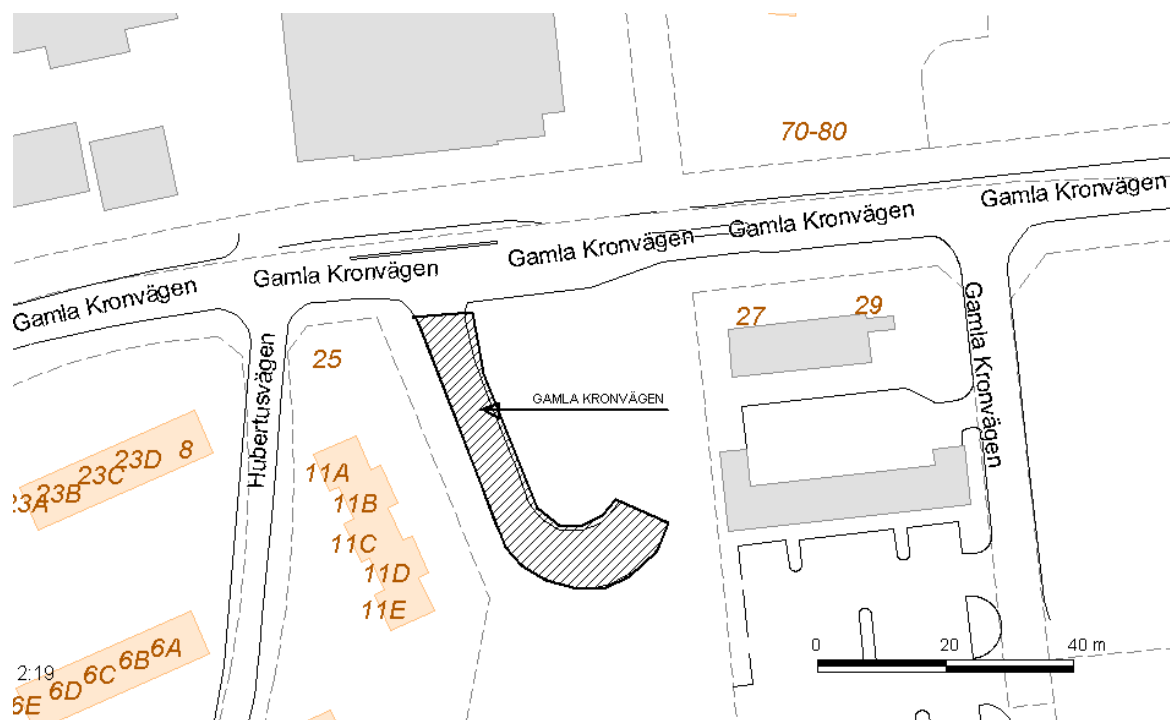 70-80
Gamla Kronvägen
Gamla Kronvägen
Gamla Kronvägen
Gamla Kronvägen
Gamla Kronvägen
27
29
25
Hubertusvägen
Gamla Kronvägen
GAMLA KRONVÄGEN
8
23D
23C
23B
23A
11A
11B
11C
11D
11E
0 20 40 m
2:19
6A
6B
6C
6D
6E